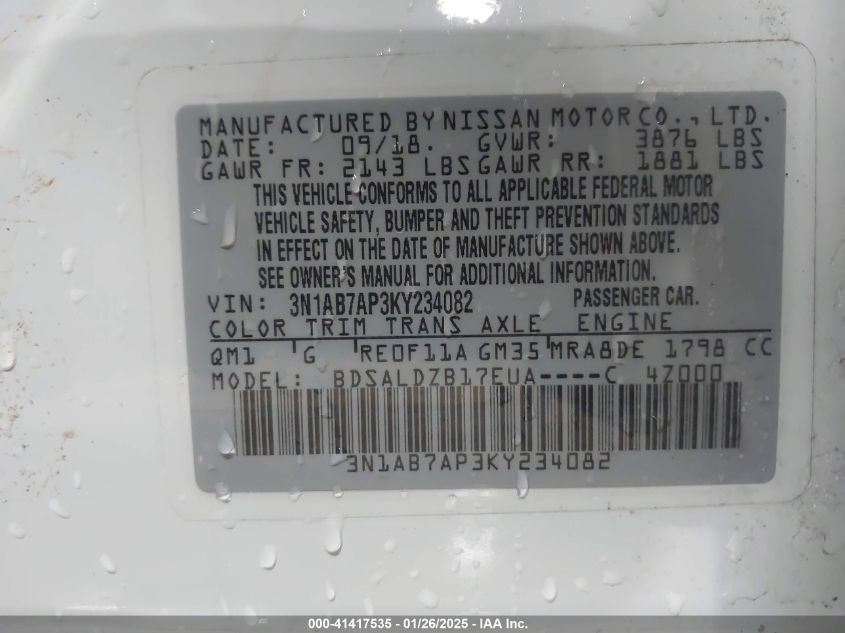 MANUFACTURED BY NISSAN MOTOR CO., LTD.
DATE: 09/18. GVWR: 3876 LBS
GAWR FR: 2143 LBS GAWR RR: 1881 LBS
THIS VEHICLE CONFORMS TO ALL APPLICABLE FEDERAL MOTOR
VEHICLE SAFETY, BUMPER AND THEFT PREVENTION STANDARDS
IN EFFECT ON THE DATE OF MANUFACTURE SHOWN ABOVE.
SEE OWNER'S MANUAL FOR ADDITIONAL INFORMATION.
VIN: 3N1AB7AP3KY234082 PASSENGER CAR.
COLOR TRIM TRANS AXLE ENGINE
QM1 G RE0F11A GM35 MRA8DE 1798 CC
MODEL: BDSALDZB17EUA----C 4Z000
3N1AB7AP3KY234082
000-41417535 - 01/26/2025 - IAA Inc.